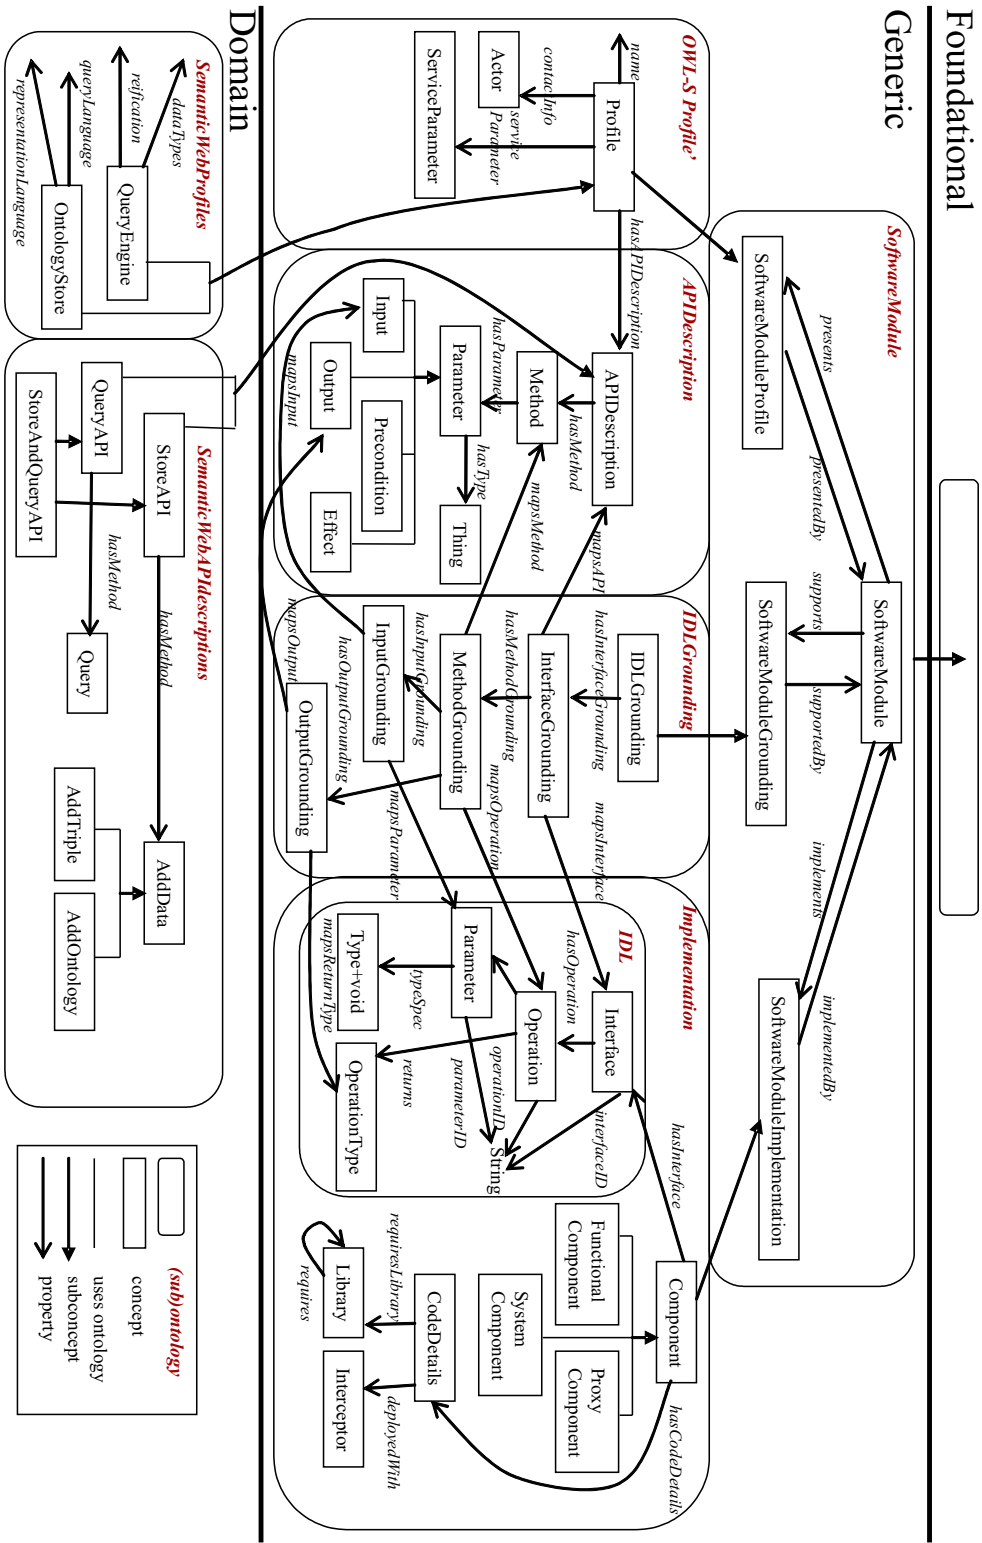 Foundational
Generic
SoftwareModule
SoftwareModule
presents
presentedBy
supports
supportedBy
implements
implementedBy
SoftwareModuleProfile
SoftwareModuleGrounding
SoftwareModuleImplementation
OWL-S Profile’
name
Profile
contactInfo
Actor
service
Parameter
ServiceParameter
hasAPIDescription
APIDescription
APIDescription
hasMethod
Method
hasParameter
Parameter
hasType
Thing
Input
Output
Precondition
Effect
mapsInput
mapsMethod
mapsAPI
IDLGrounding
IDLGrounding
hasInterfaceGrounding
InterfaceGrounding
hasMethodGrounding
MethodGrounding
hasInputGrounding
InputGrounding
hasOutputGrounding
OutputGrounding
mapsOutput
mapsInterface
mapsOperation
mapsParameter
mapsReturnType
Implementation
IDL
Interface
hasOperation
Operation
Parameter
typeSpec
Type+void
OperationType
returns
operationID
parameterID
interfaceID
String
hasInterface
Component
Functional
Component
System
Component
Proxy
Component
hasCodeDetails
CodeDetails
requiresLibrary
Library
requires
deployedWith
Interceptor
Domain
SemanticWebProfiles
dataTypes
reification
queryLanguage
representationLanguage
QueryEngine
OntologyStore
SemanticWebAPIdescriptions
QueryAPI
StoreAPI
StoreAndQueryAPI
hasMethod
hasMethod
Query
AddData
AddTriple
AddOntology
(sub)ontology
concept
uses ontology
subconcept
property